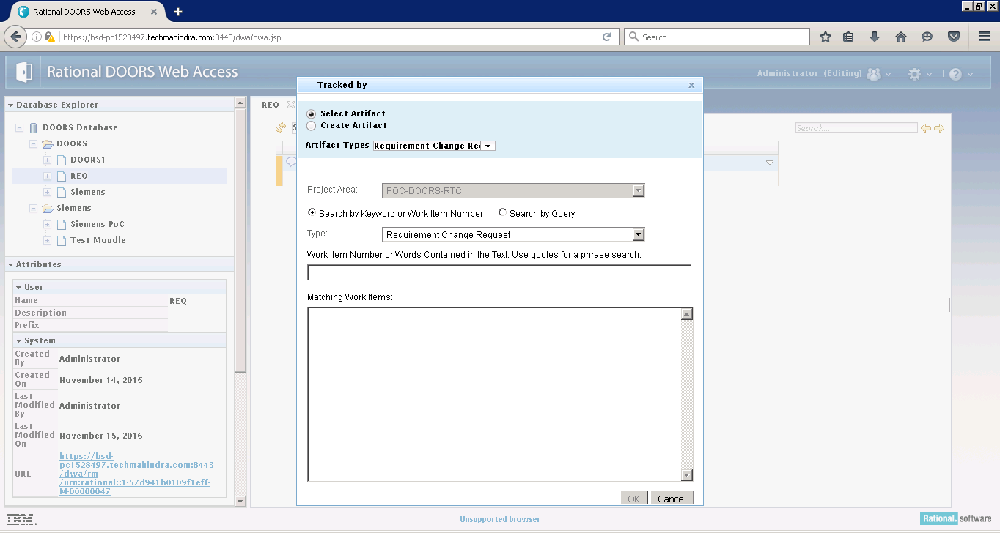 Rational DOORS Web Access
https://bsd-pc1528497.techmahindra.com:8443/dwa/dwa.jsp
Search
Rational DOORS Web Access
Administrator (Editing)
Database Explorer
DOORS Database
DOORS
DOORS1
REQ
Siemens
Siemens
Siemens PoC
Test Moudle
Attributes
User
Name REQ
Description
Prefix
System
Created By Administrator
Created On November 14, 2016
Last Modified By Administrator
Last Modified On November 15, 2016
URL
https://bsd-
pc1528497.techmahindra.com:8443
/dwa/rm
/urn:rational::1-57d941b0109f1eff-
M-00000047
REQ
S
Search...
Tracked by
Select Artifact
Create Artifact
Artifact Types Requirement Change Re
Project Area: POC-DOORS-RTC
Search by Keyword or Work Item Number Search by Query
Type: Requirement Change Request
Work Item Number or Words Contained in the Text. Use quotes for a phrase search:
Matching Work Items:
OK Cancel
IBM.
Unsupported browser
Rational. software